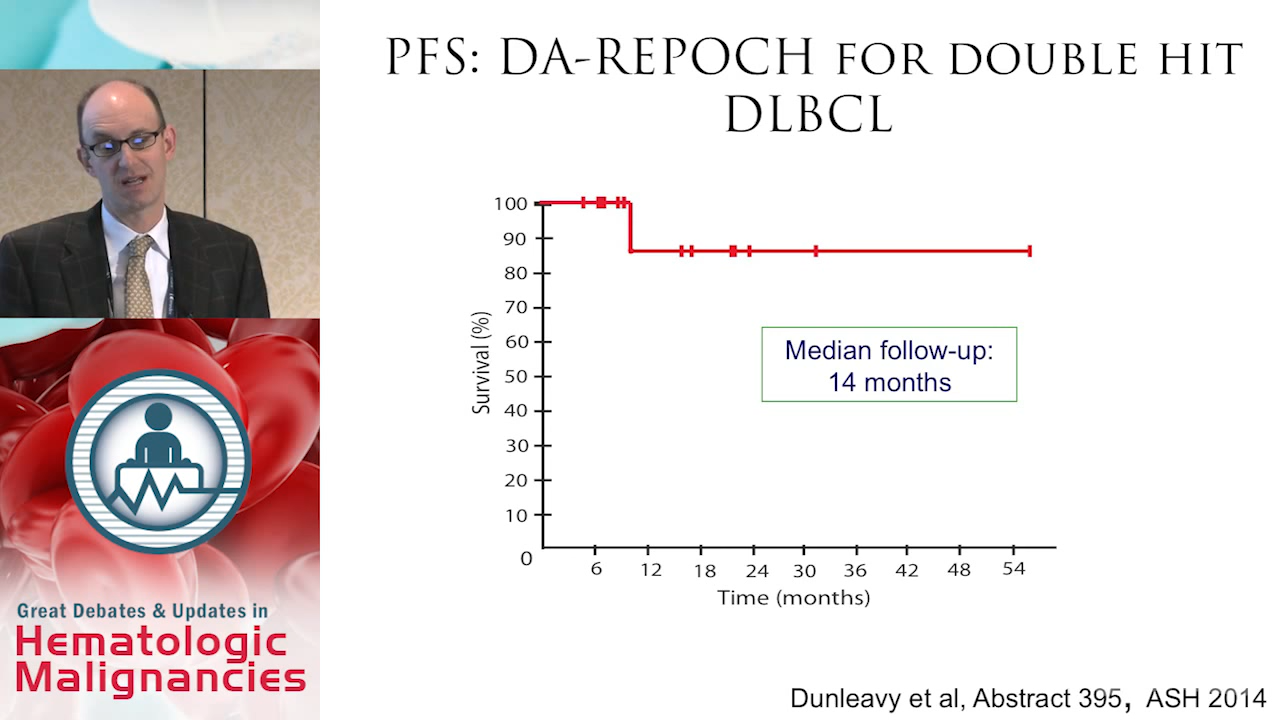 PFS: DA-REPOCH FOR DOUBLE HIT
DLBCL
100
90
80
70
60
50
40
30
20
10
0
Survival (%)
6 12 18 24 30 36 42 48 54
Time (months)
Median follow-up:
14 months
Great Debates & Updates in
Hematologic
Malignancies
Dunleavy et al, Abstract 395, ASH 2014